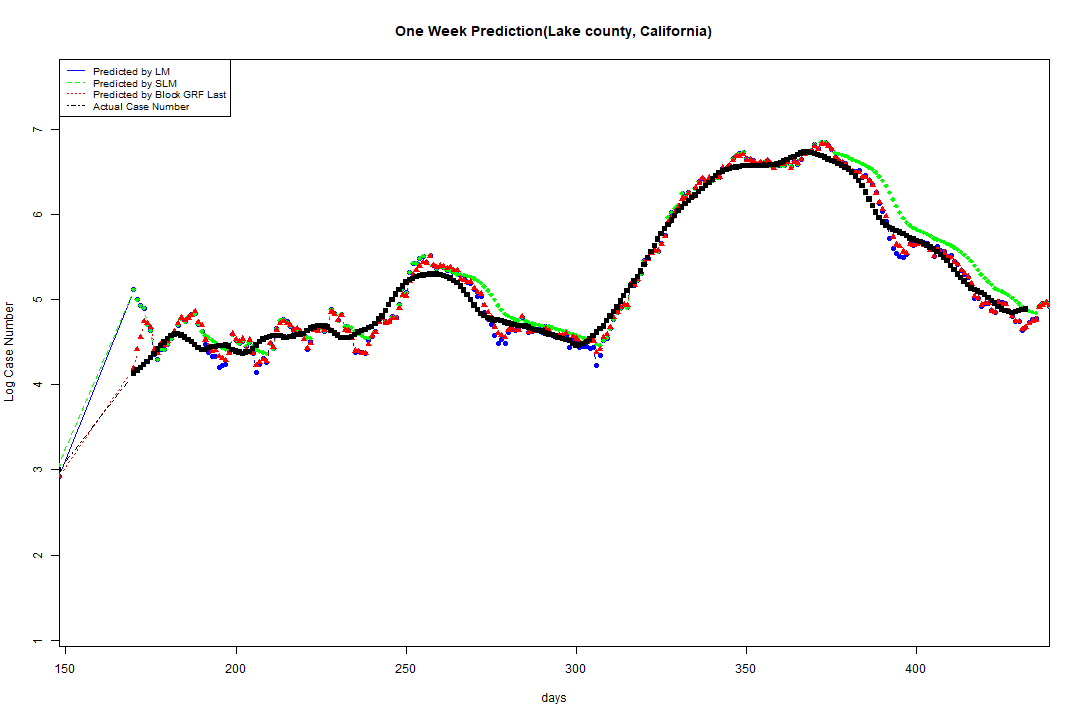 One Week Prediction(Lake county, California)
Predicted by LM
Predicted by SLM
Predicted by Block GRF Last
Actual Case Number
Log Case Number
7
6
5
4
3
2
1
150 200 250 300 350 400
days